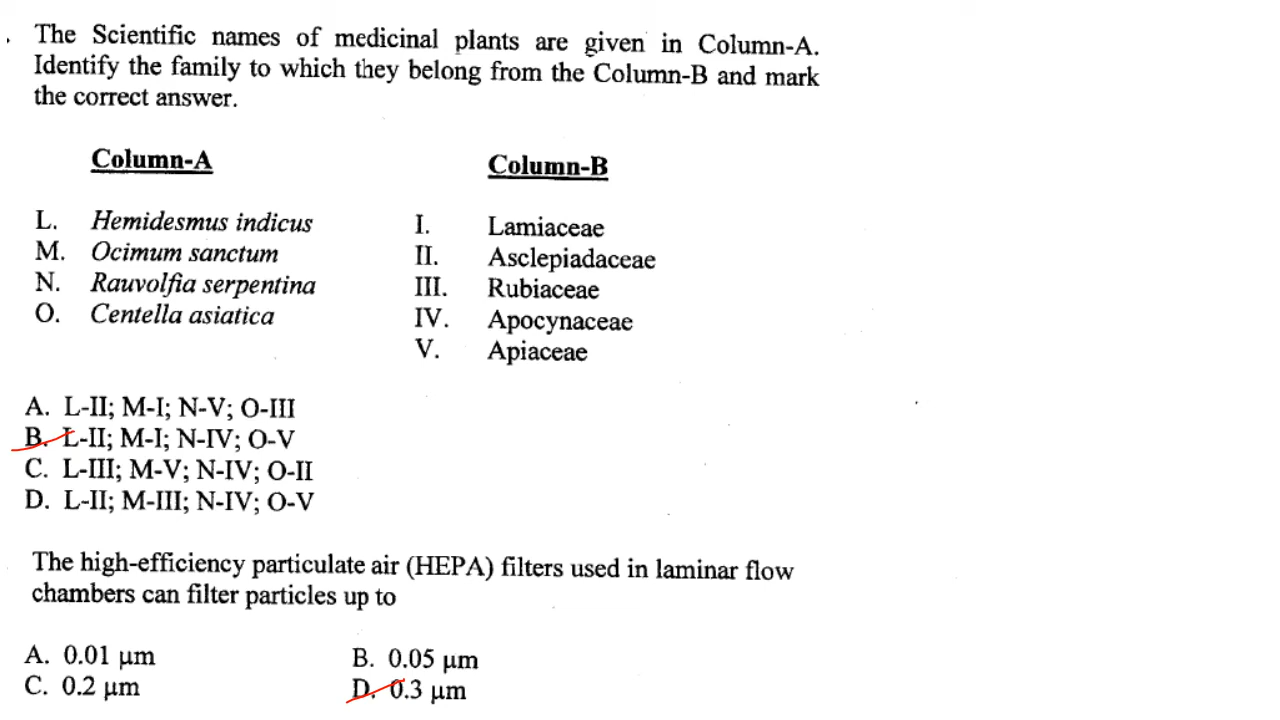 The Scientific names of medicinal plants are given in Column-A.
Identify the family to which they belong from the Column-B and mark
the correct answer.
Column-A Column-B
L. Hemidesmus indicus I. Lamiaceae
M. Ocimum sanctum II. Asclepiadaceae
N. Rauvolfia serpentina III. Rubiaceae
O. Centella asiatica IV. Apocynaceae
V. Apiaceae
A. L-II; M-I; N-V; O-III
B. L-II; M-I; N-IV; O-V
C. L-III; M-V; N-IV; O-II
D. L-II; M-III; N-IV; O-V
The high-efficiency particulate air (HEPA) filters used in laminar flow
chambers can filter particles up to
A. 0.01 μm B. 0.05 μm
C. 0.2 μm D. 0.3 μm